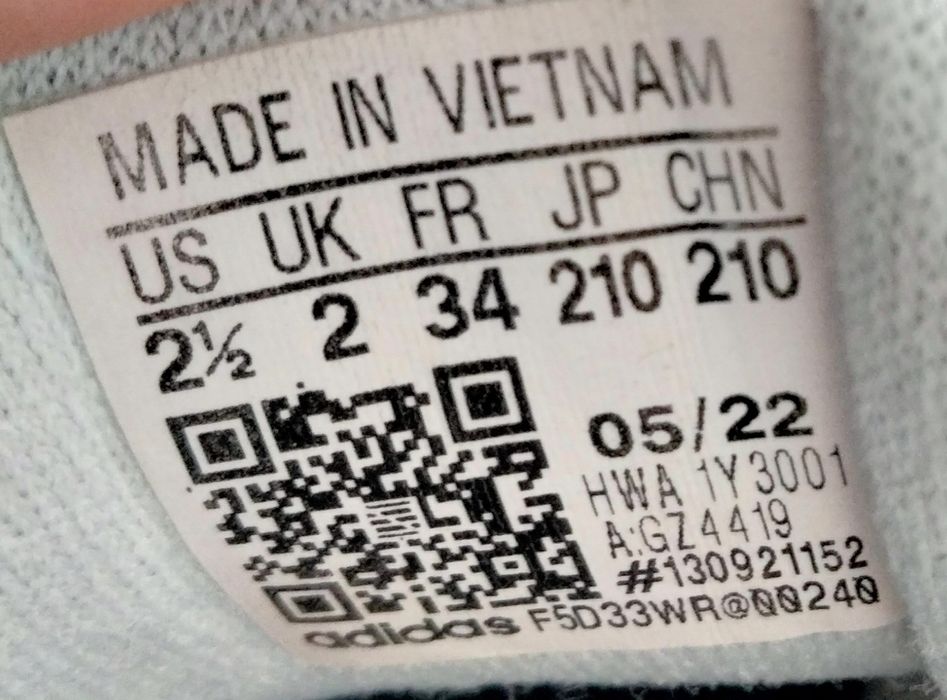 MADE IN VIETNAM
US UK FR JP CHN
2½ 2 34 210 210
05/22
HWA 1Y3001
A:GZ4419
#130921152
adidas F5D33WR@00240